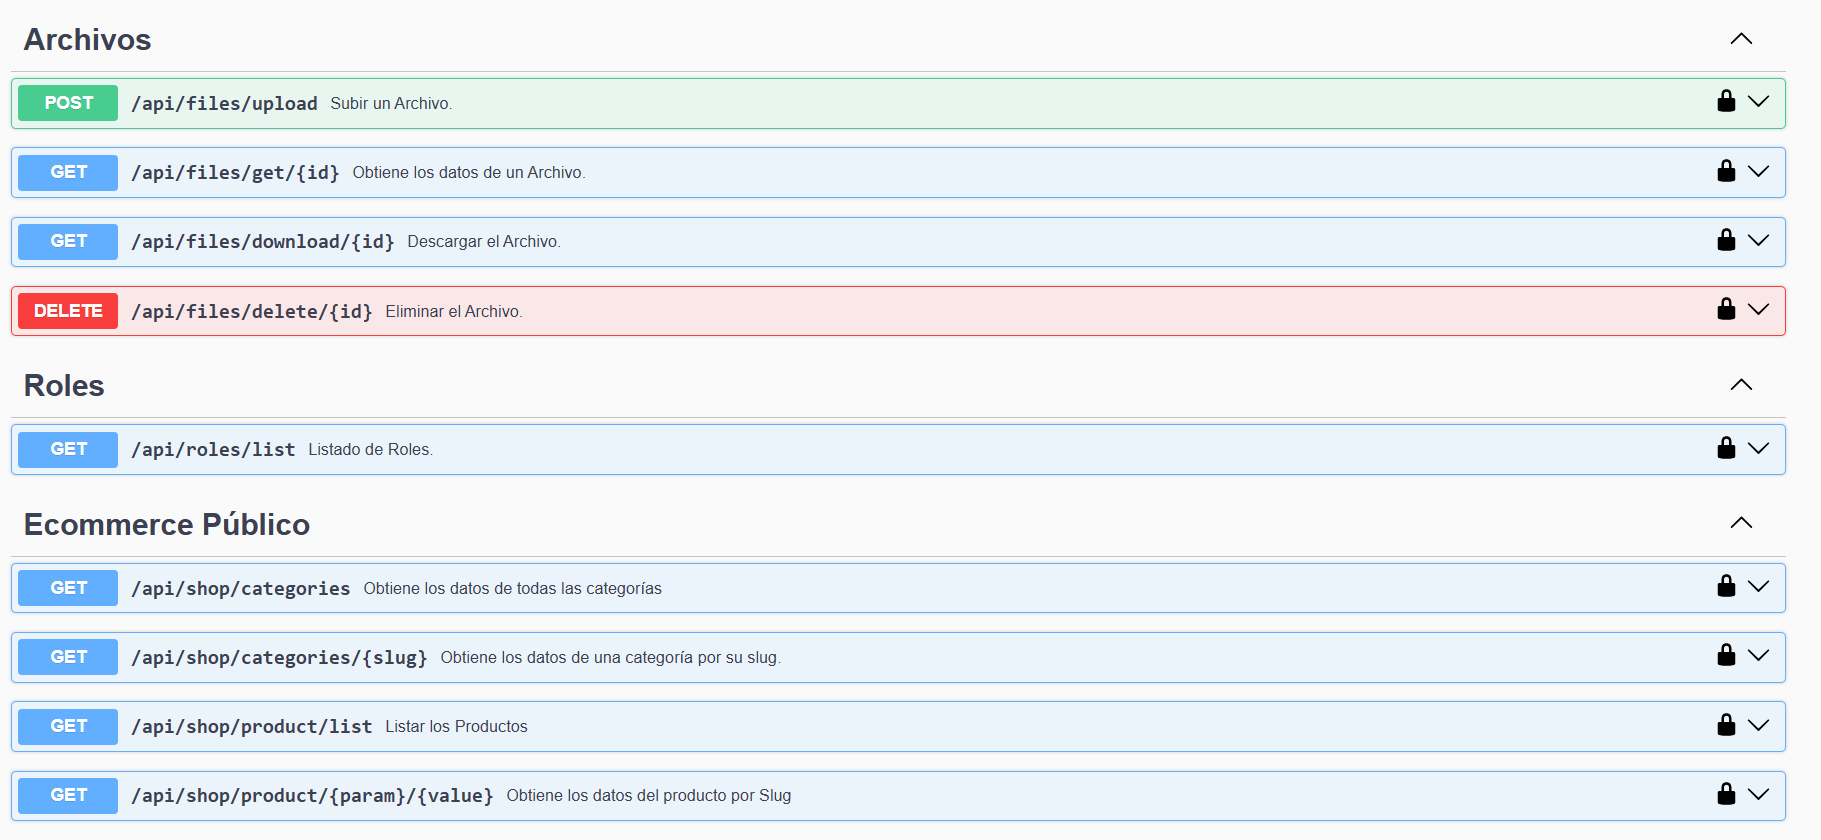 Archivos
POST /api/files/upload Subir un Archivo.
GET /api/files/get/{id} Obtiene los datos de un Archivo.
GET /api/files/download/{id} Descargar el Archivo.
DELETE /api/files/delete/{id} Eliminar el Archivo.
Roles
GET /api/roles/list Listado de Roles.
Ecommerce Público
GET /api/shop/categories Obtiene los datos de todas las categorías
GET /api/shop/categories/{slug} Obtiene los datos de una categoría por su slug.
GET /api/shop/product/list Listar los Productos
GET /api/shop/product/{param}/{value} Obtiene los datos del producto por Slug